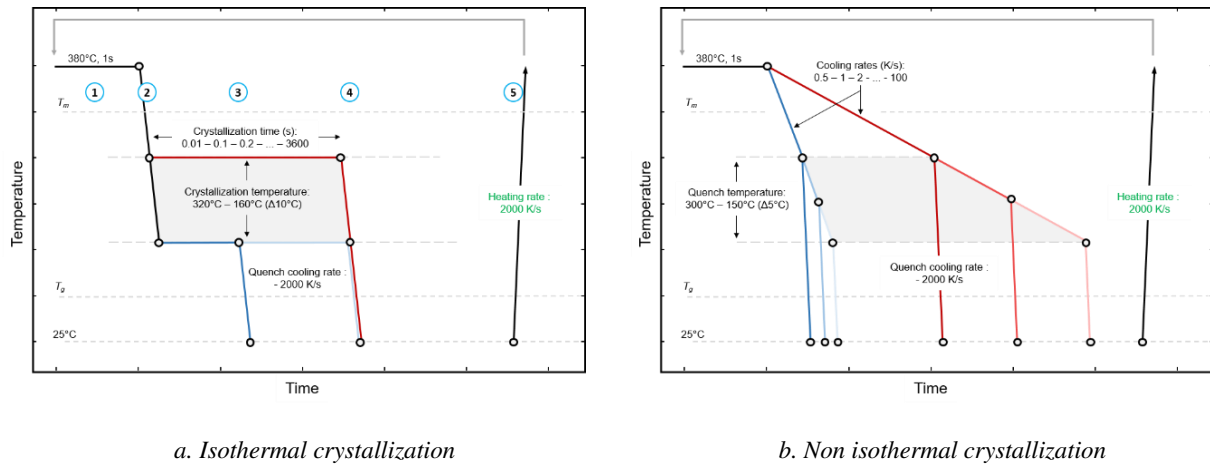 380°C, 1s
1
2
3
4
5
Tm
Crystallization time (s):
0.01 – 0.1 – 0.2 – ... – 3600
Crystallization temperature:
320°C – 160°C (Δ10°C)
Heating rate :
2000 K/s
Quench cooling rate :
- 2000 K/s
Tg
25°C
Temperature
Time
a. Isothermal crystallization
380°C, 1s
Cooling rates (K/s):
0.5 – 1 – 2 - ... - 100
Tm
Quench temperature:
300°C – 150°C (Δ5°C)
Heating rate :
2000 K/s
Quench cooling rate :
- 2000 K/s
Tg
25°C
Temperature
Time
b. Non isothermal crystallization